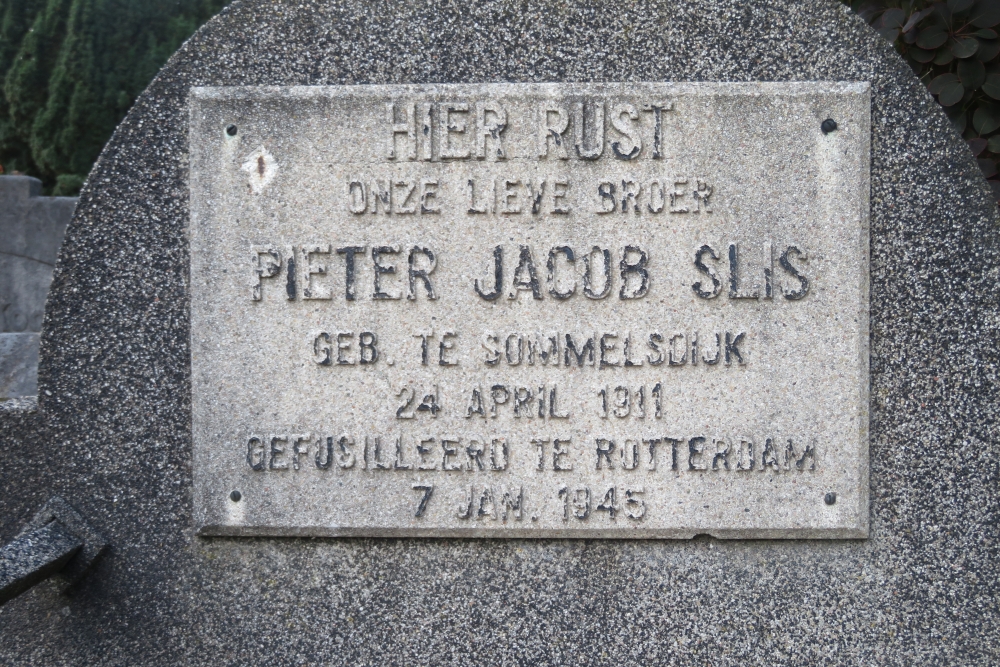 HIER RUST
ONZE LIEVE BROER
PIETER JACOB SLIS
GEB. TE SOMMELSDIJK
24 APRIL 1911
GEFUSILLEERD TE ROTTERDAM
7 JAN. 1945